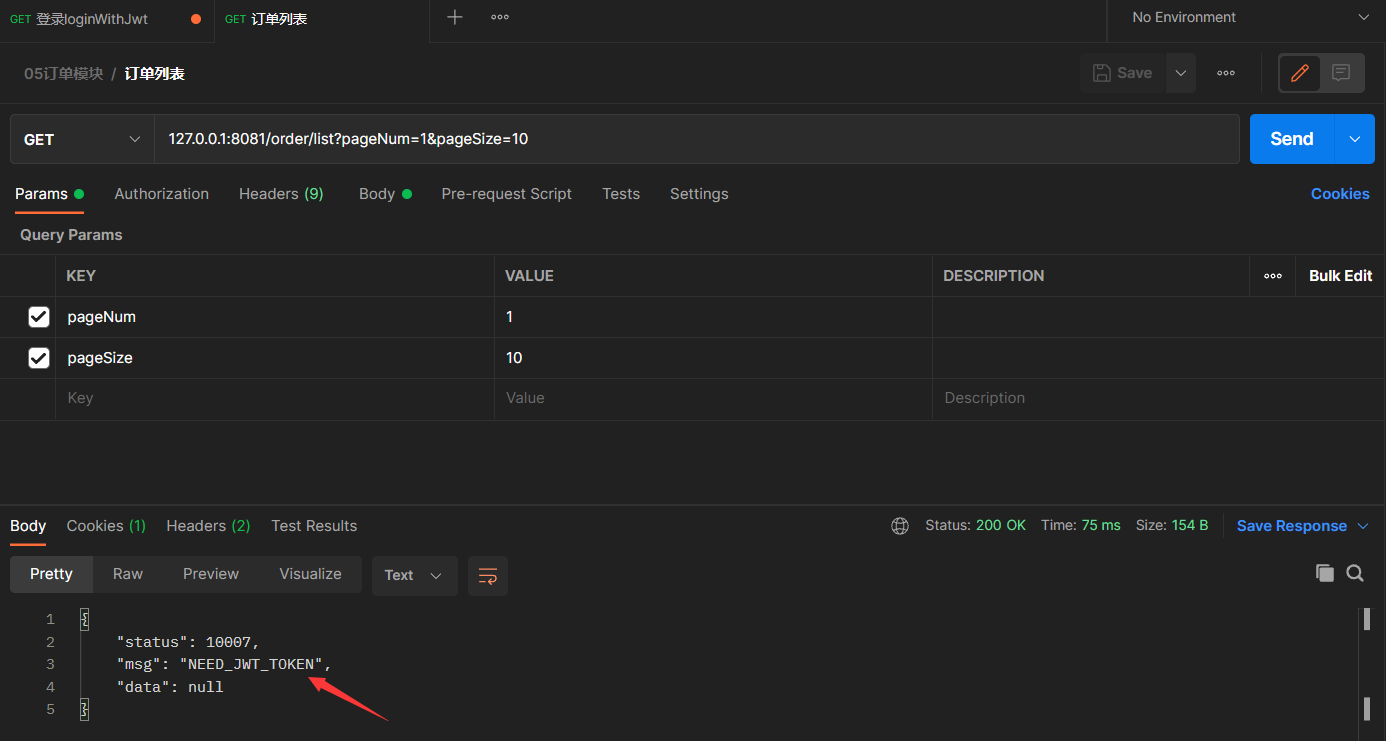 GET 登录loginWithJwt GET 订单列表 No Environment
05订单模块 / 订单列表 Save
GET 127.0.0.1:8081/order/list?pageNum=1&pageSize=10 Send
Params Authorization Headers (9) Body Pre-request Script Tests Settings Cookies
Query Params
KEY VALUE DESCRIPTION Bulk Edit
pageNum 1
pageSize 10
Key Value Description
Body Cookies (1) Headers (2) Test Results Status: 200 OK Time: 75 ms Size: 154 B Save Response
Pretty Raw Preview Visualize Text
1 {
2 "status": 10007,
3 "msg": "NEED_JWT_TOKEN",
4 "data": null
5 }